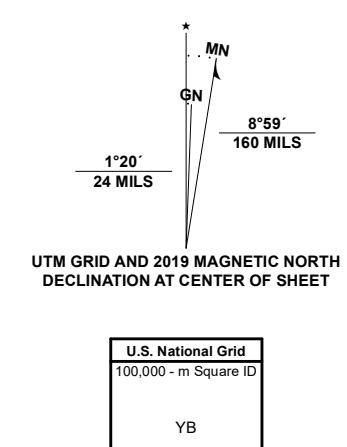 ★
MN
GN
8°59´
160 MILS
1°20´
24 MILS
UTM GRID AND 2019 MAGNETIC NORTH
DECLINATION AT CENTER OF SHEET
U.S. National Grid
100,000 - m Square ID
YB